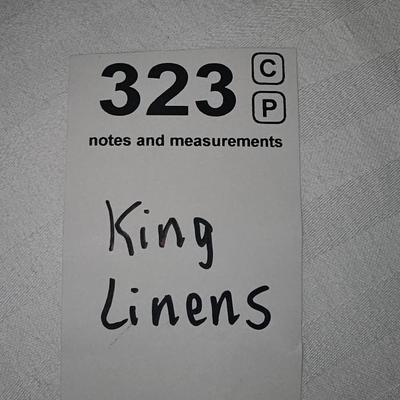 323 C
P
notes and measurements
King
Linens